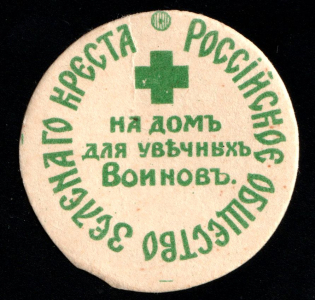 РОССІЙСКОЕ ОБЩЕСТВО ЗЕЛЕНАГО КРЕСТА
НА ДОМЪ
ДЛЯ УВѢЧНЫХЪ
ВОИНОВЪ.